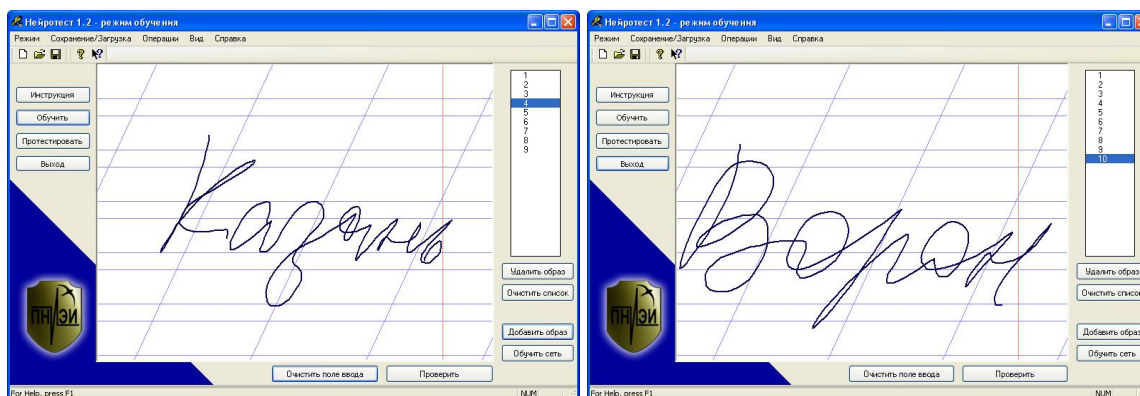 Нейротест 1.2 - режим обучения
Режим Сохранение/Загрузка Операции Вид Справка
Инструкция
Обучить
Протестировать
Выход
Казань
1
2
3
4
5
6
7
8
9
Удалить образ
Очистить список
Добавить образ
Обучить сеть
ПНИЭИ
Очистить поле ввода Проверить
For Help, press F1 NUM
Нейротест 1.2 - режим обучения
Режим Сохранение/Загрузка Операции Вид Справка
Инструкция
Обучить
Протестировать
Выход
Ворон
1
2
3
4
5
6
7
8
9
10
Удалить образ
Очистить список
Добавить образ
Обучить сеть
ПНИЭИ
Очистить поле ввода Проверить
For Help, press F1 NUM